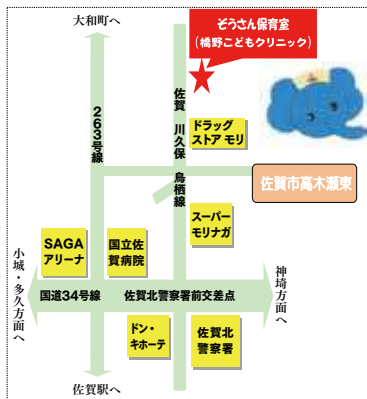 大和町へ
ぞうさん保育室
(橋野こどもクリニック)
263号線
佐賀 川久保 鳥栖線
ドラッグ
ストア モリ
佐賀市高木瀬東
スーパー
モリナガ
SAGA
アリーナ
国立佐
賀病院
小城・多久方面へ
国道34号線
佐賀北警察署前交差点
神埼方面へ
ドン・
キホーテ
佐賀北
警察署
佐賀駅へ